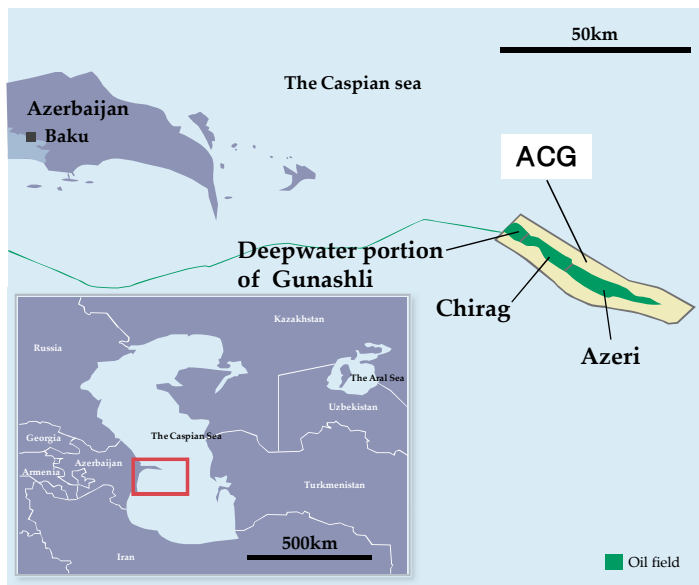 50km
The Caspian sea
Azerbaijan
Baku
ACG
Deepwater portion
of Gunashli
Chirag
Azeri
Kazakhstan
Russia
The Aral Sea
Uzbekistan
The Caspian Sea
Georgia
Azerbaijan
Armenia
Turkmenistan
Iran
500km
Oil field